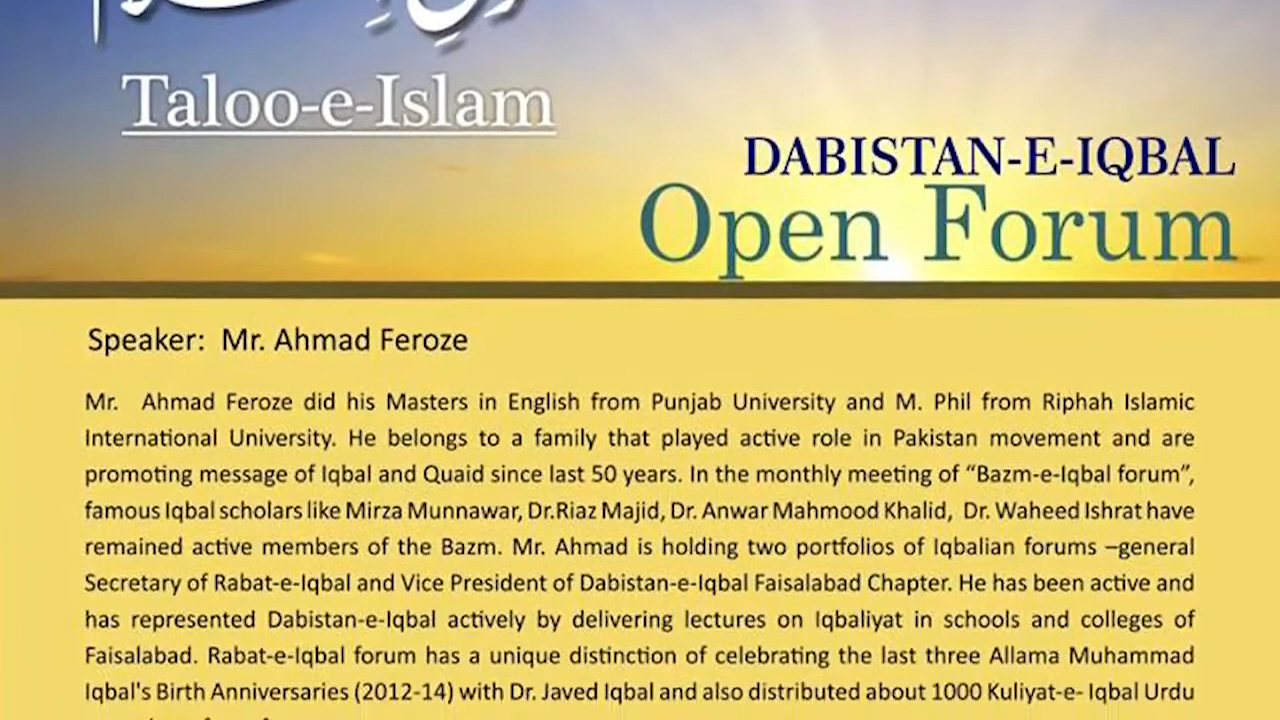 Taloo-e-Islam
DABISTAN-E-IQBAL
Open Forum
Speaker: Mr. Ahmad Feroze
Mr. Ahmad Feroze did his Masters in English from Punjab University and M. Phil from Riphah Islamic
International University. He belongs to a family that played active role in Pakistan movement and are
promoting message of Iqbal and Quaid since last 50 years. In the monthly meeting of “Bazm-e-Iqbal forum”,
famous Iqbal scholars like Mirza Munnawar, Dr.Riaz Majid, Dr. Anwar Mahmood Khalid, Dr. Waheed Ishrat have
remained active members of the Bazm. Mr. Ahmad is holding two portfolios of Iqbalian forums –general
Secretary of Rabat-e-Iqbal and Vice President of Dabistan-e-Iqbal Faisalabad Chapter. He has been active and
has represented Dabistan-e-Iqbal actively by delivering lectures on Iqbaliyat in schools and colleges of
Faisalabad. Rabat-e-Iqbal forum has a unique distinction of celebrating the last three Allama Muhammad
Iqbal's Birth Anniversaries (2012-14) with Dr. Javed Iqbal and also distributed about 1000 Kuliyat-e- Iqbal Urdu